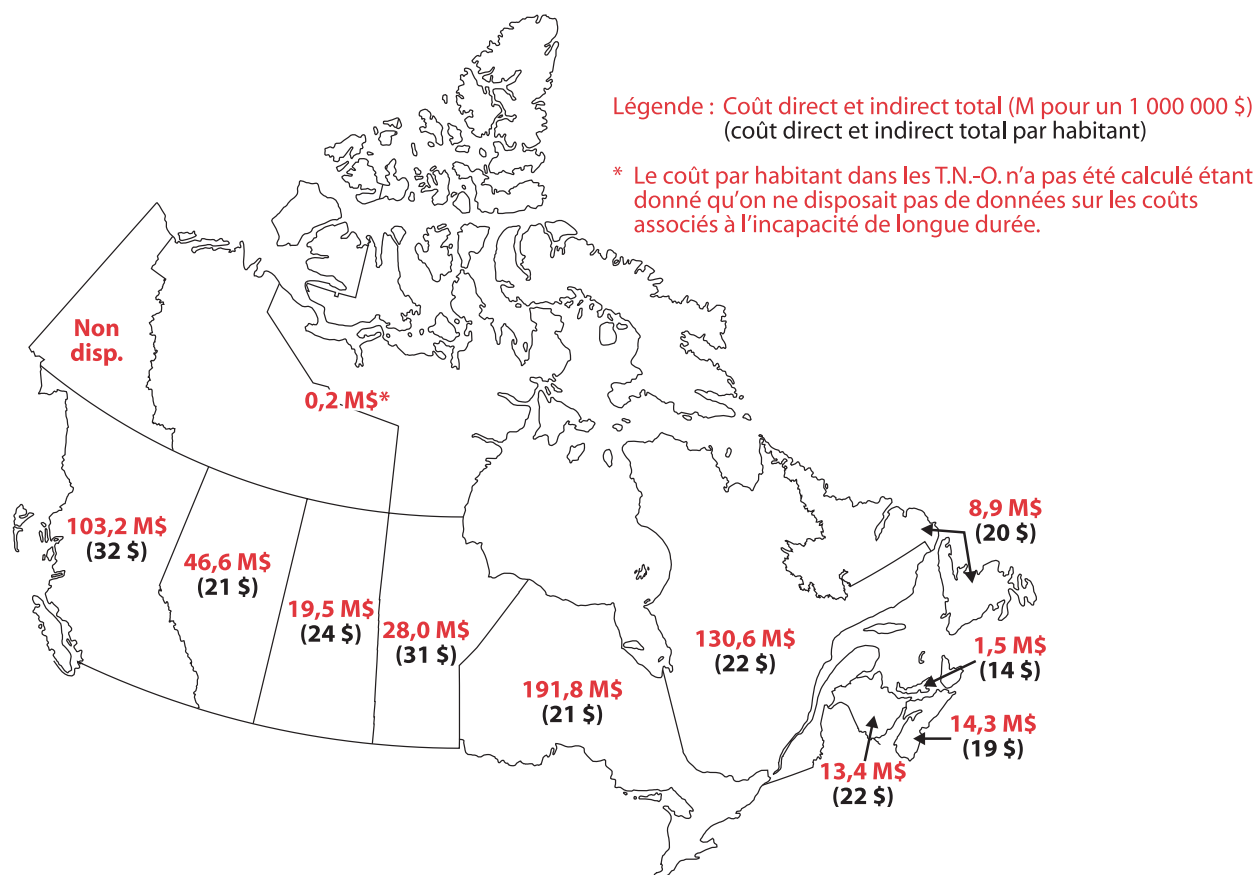 Légende : Coût direct et indirect total (M pour un 1 000 000 $)
(coût direct et indirect total par habitant)
* Le coût par habitant dans les T.N.-O. n'a pas été calculé étant
donné qu'on ne disposait pas de données sur les coûts
associés à l'incapacité de longue durée.
Non
disp.
0,2 M$*
103,2 M$
(32 $)
46,6 M$
(21 $)
19,5 M$
(24 $)
28,0 M$
(31 $)
191,8 M$
(21 $)
130,6 M$
(22 $)
8,9 M$
(20 $)
1,5 M$
(14 $)
14,3 M$
(19 $)
13,4 M$
(22 $)